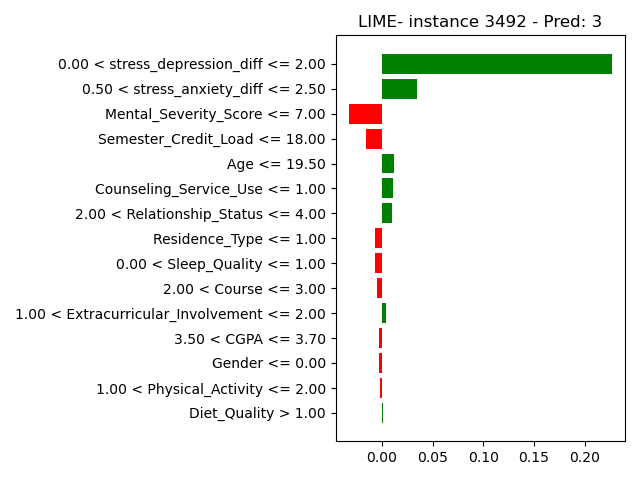 LIME- instance 3492 - Pred: 3
0.00 < stress_depression_diff <= 2.00
0.50 < stress_anxiety_diff <= 2.50
Mental_Severity_Score <= 7.00
Semester_Credit_Load <= 18.00
Age <= 19.50
Counseling_Service_Use <= 1.00
2.00 < Relationship_Status <= 4.00
Residence_Type <= 1.00
0.00 < Sleep_Quality <= 1.00
2.00 < Course <= 3.00
1.00 < Extracurricular_Involvement <= 2.00
3.50 < CGPA <= 3.70
Gender <= 0.00
1.00 < Physical_Activity <= 2.00
Diet_Quality > 1.00
0.00 0.05 0.10 0.15 0.20